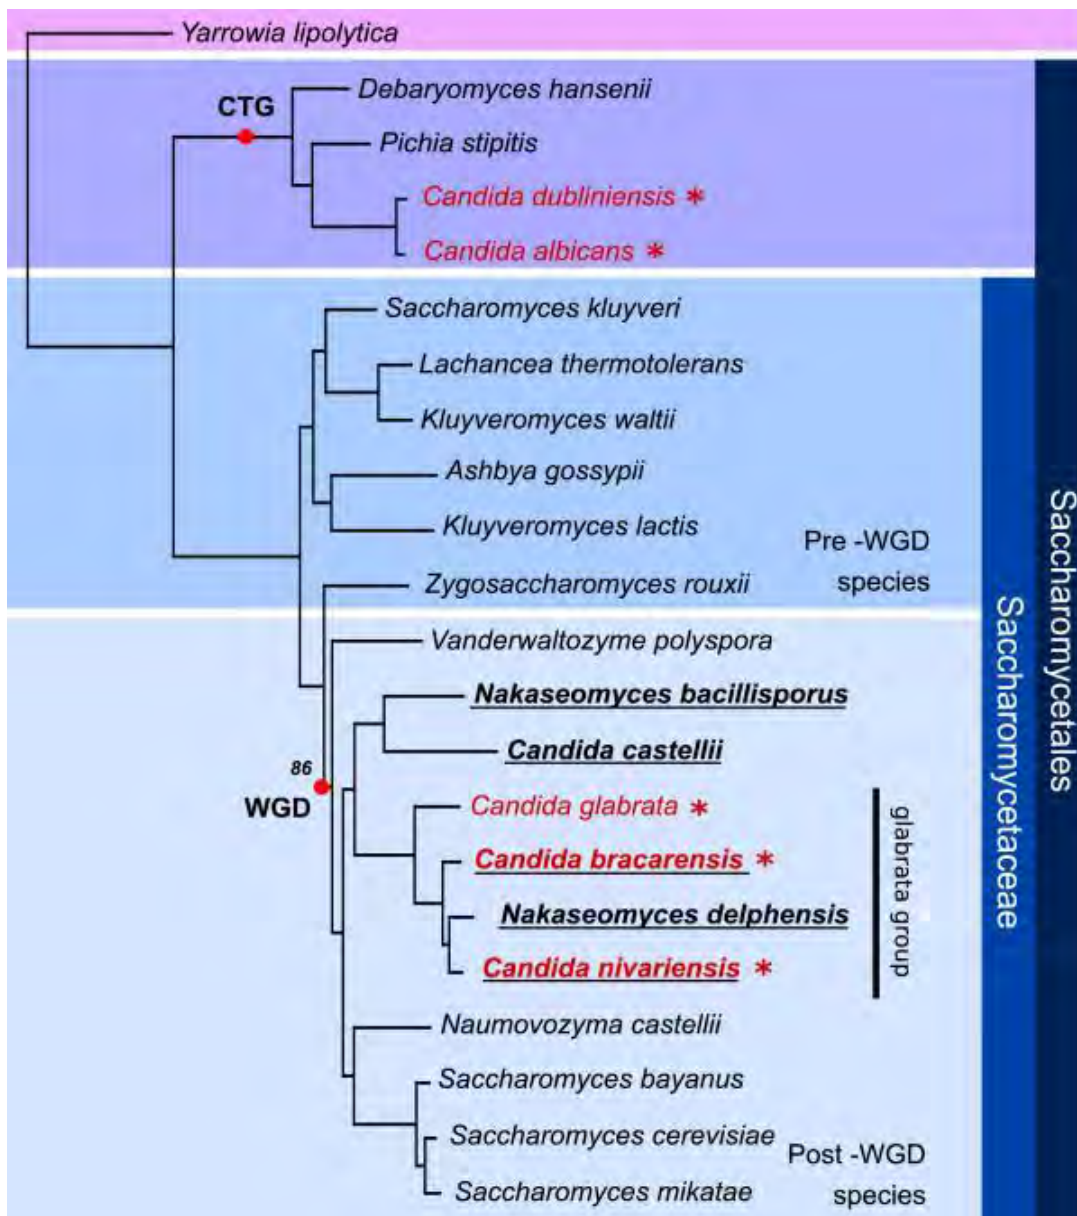 Yarrowia lipolytica
Debaryomyces hansenii
CTG
Pichia stipitis
Candida dubliniensis *
Candida albicans *
Saccharomyces kluyveri
Lachancea thermotolerans
Kluyveromyces waltii
Ashbya gossypii
Kluyveromyces lactis
Pre -WGD
species
Zygosaccharomyces rouxii
Vanderwaltozyme polyspora
Nakaseomyces bacillisporus
Candida castellii
86
WGD
Candida glabrata *
Candida bracarensis *
Nakaseomyces delphensis
Candida nivariensis *
glabrata group
Naumovozyma castellii
Saccharomyces bayanus
Saccharomyces cerevisiae
Saccharomyces mikatae
Post -WGD
species
Saccharomycetaceae
Saccharomycetales